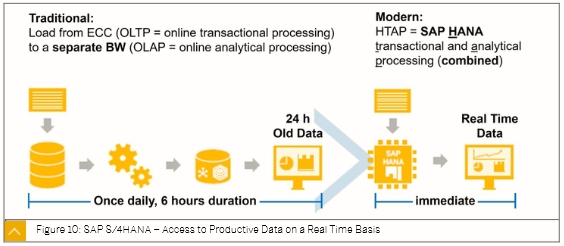 Traditional:
Load from ECC (OLTP = online transactional processing)
to a separate BW (OLAP = online analytical processing)
Modern:
HTAP = SAP HANA
transactional and analytical
processing (combined)
24 h
Old Data
SAP
HANA
Real Time
Data
Once daily, 6 hours duration
immediate
Figure 10: SAP S/4HANA – Access to Productive Data on a Real Time Basis